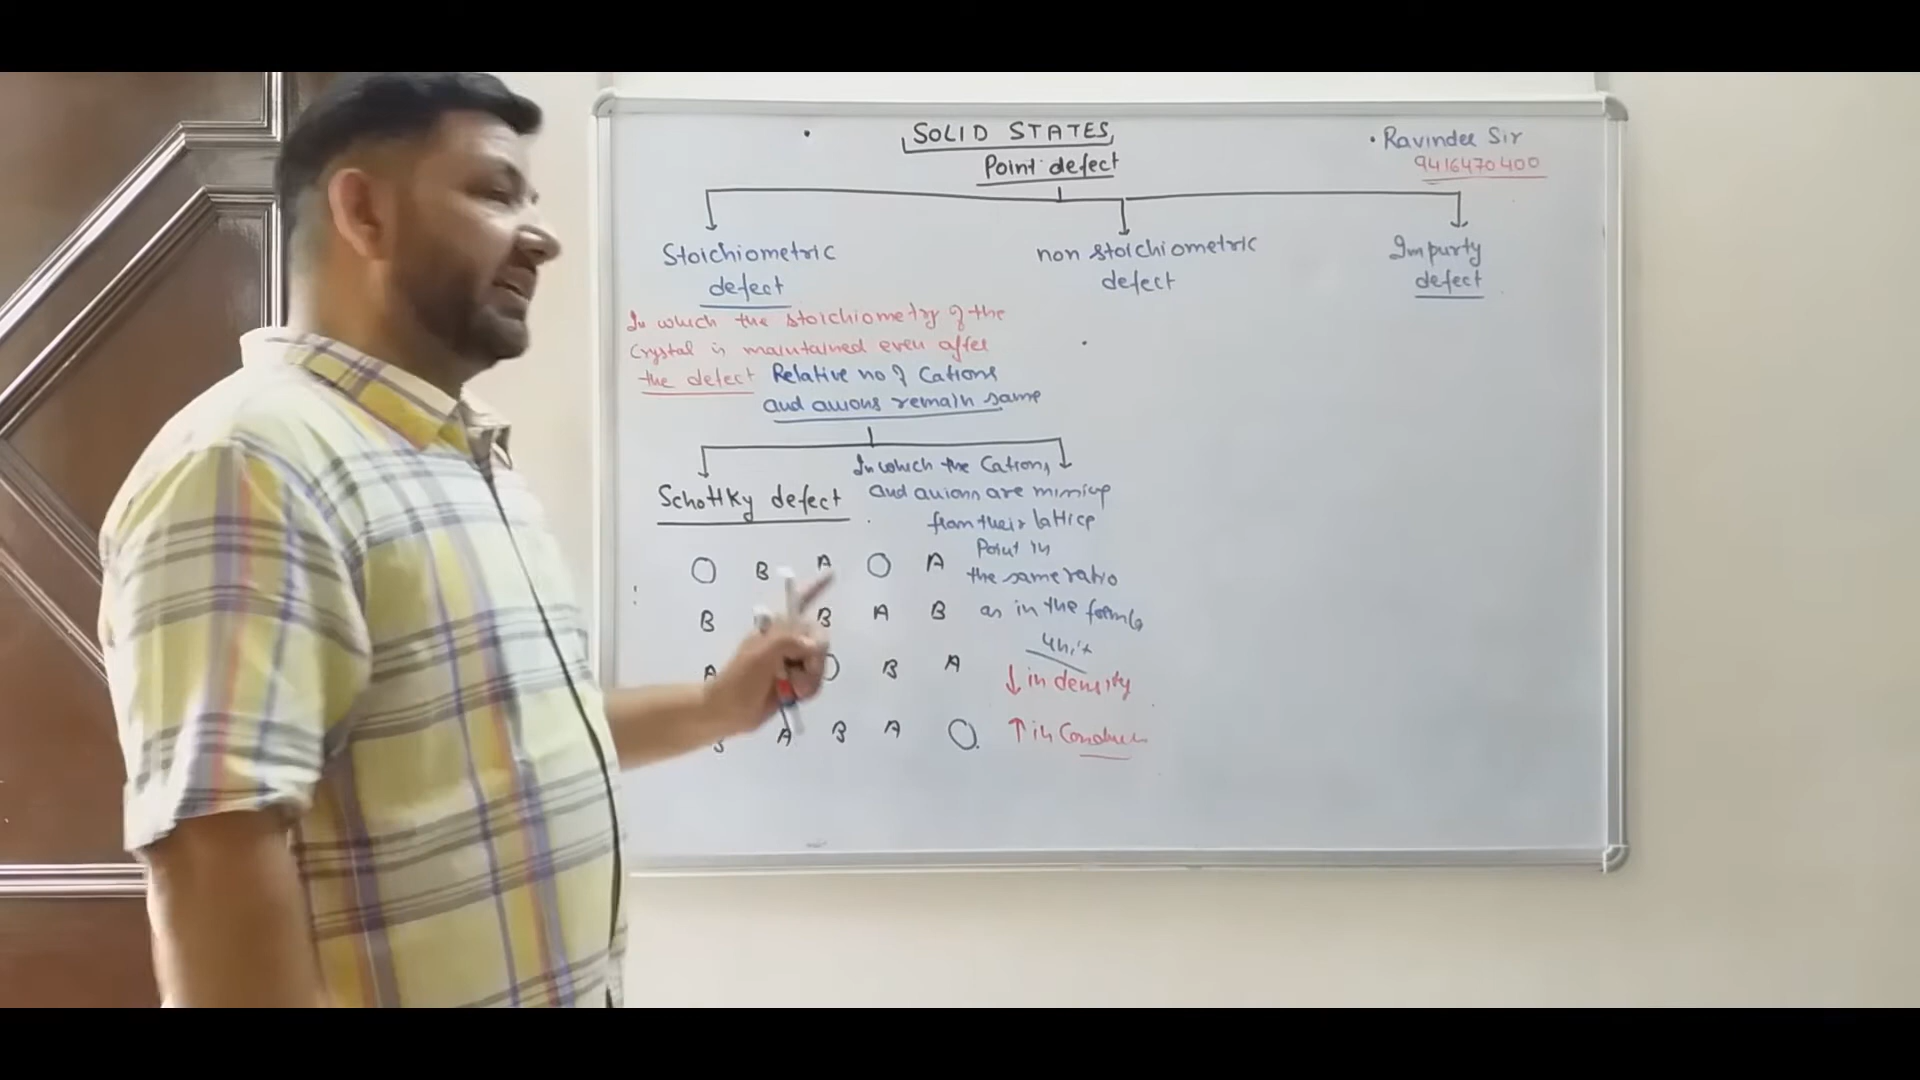 SOLID STATES
Point defect
• Ravinder Sir
9416470400
Stoichiometric
defect
non stoichiometric
defect
Impurty
defect
In which the stoichiometry of the
Crystal is maintained even after
the defect Relative no of Cations
and anions remain same
In which the Cations,
and anions are missing
from their lattice
Point in
the same ratio
as in the formla
unit
↓ in density
↑ in Conducn
Schottky defect
O B A O A
B B A B
A O B A
B A B A O